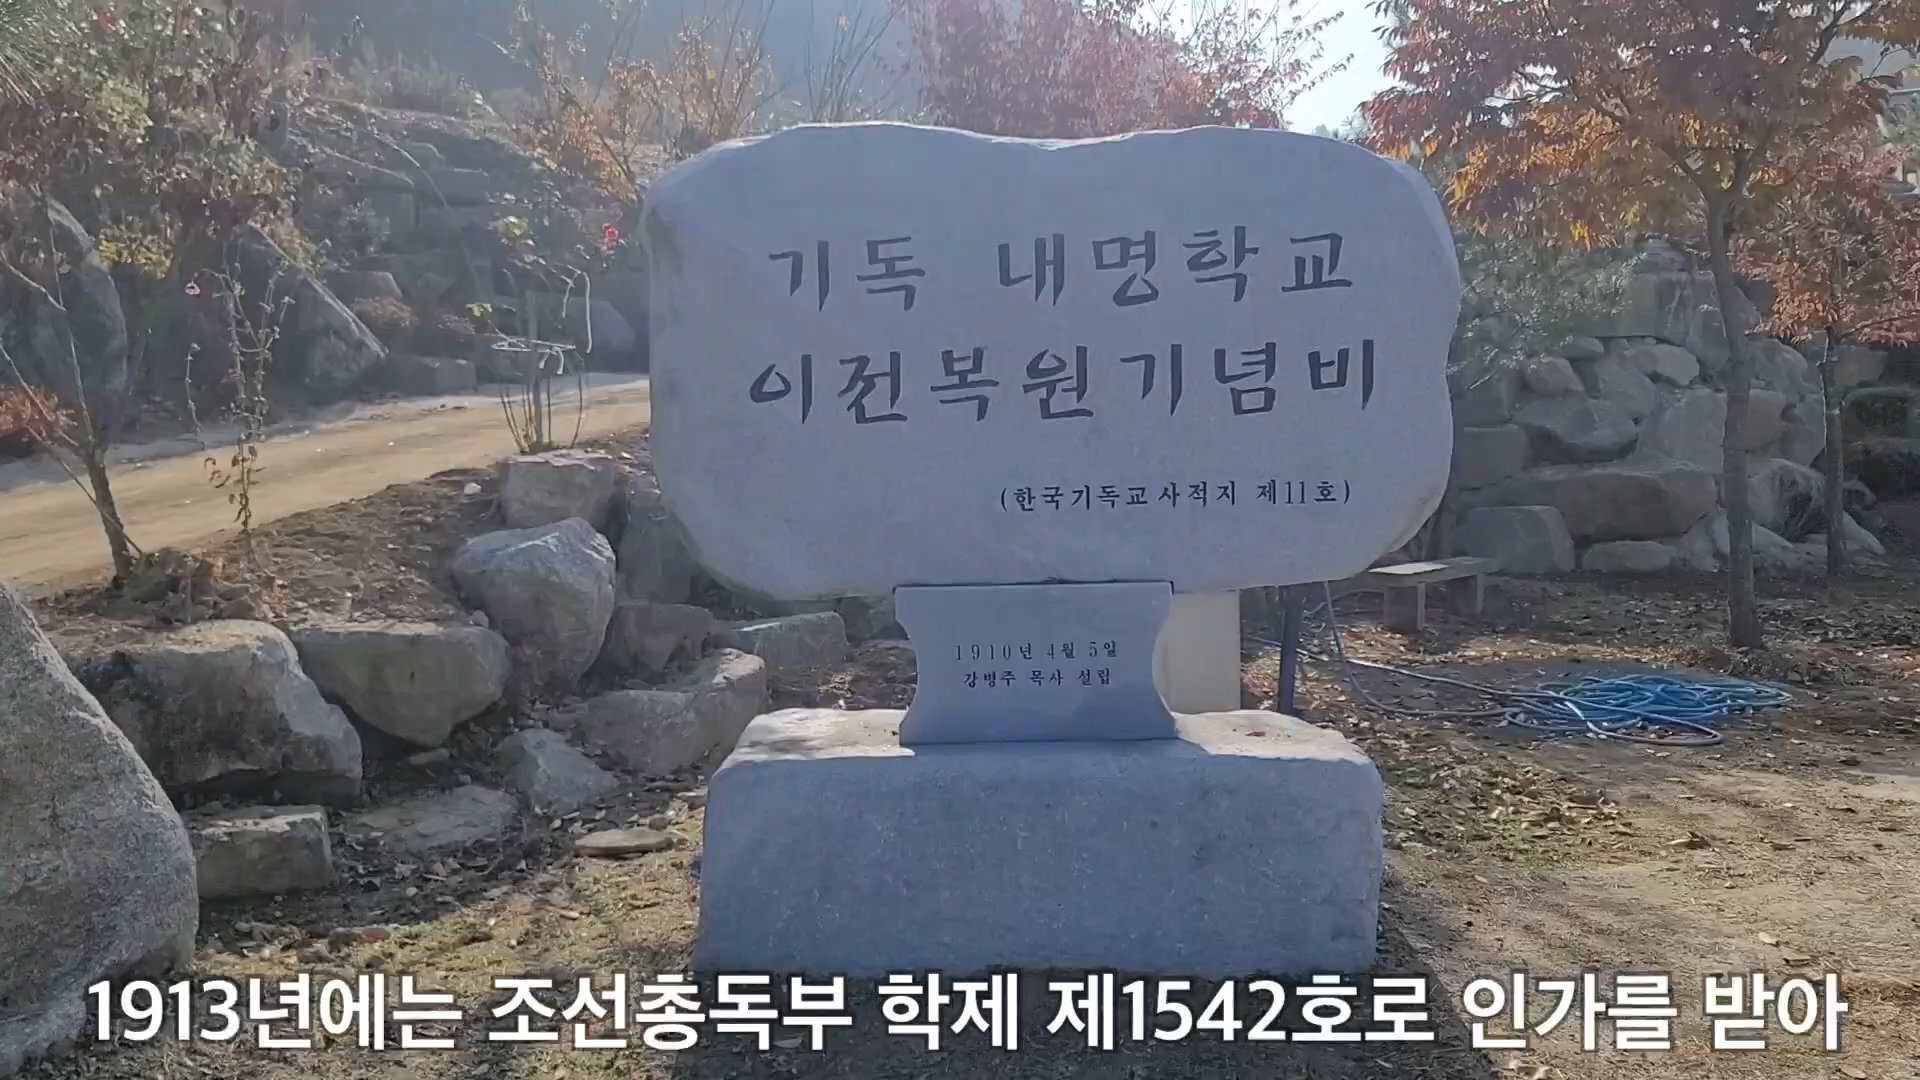 기독 내명학교
이전복원기념비
(한국기독교사적지 제11호)
1910년 4월 5일
강병주 목사 설립
1913년에는 조선총독부 학제 제1542호로 인가를 받아